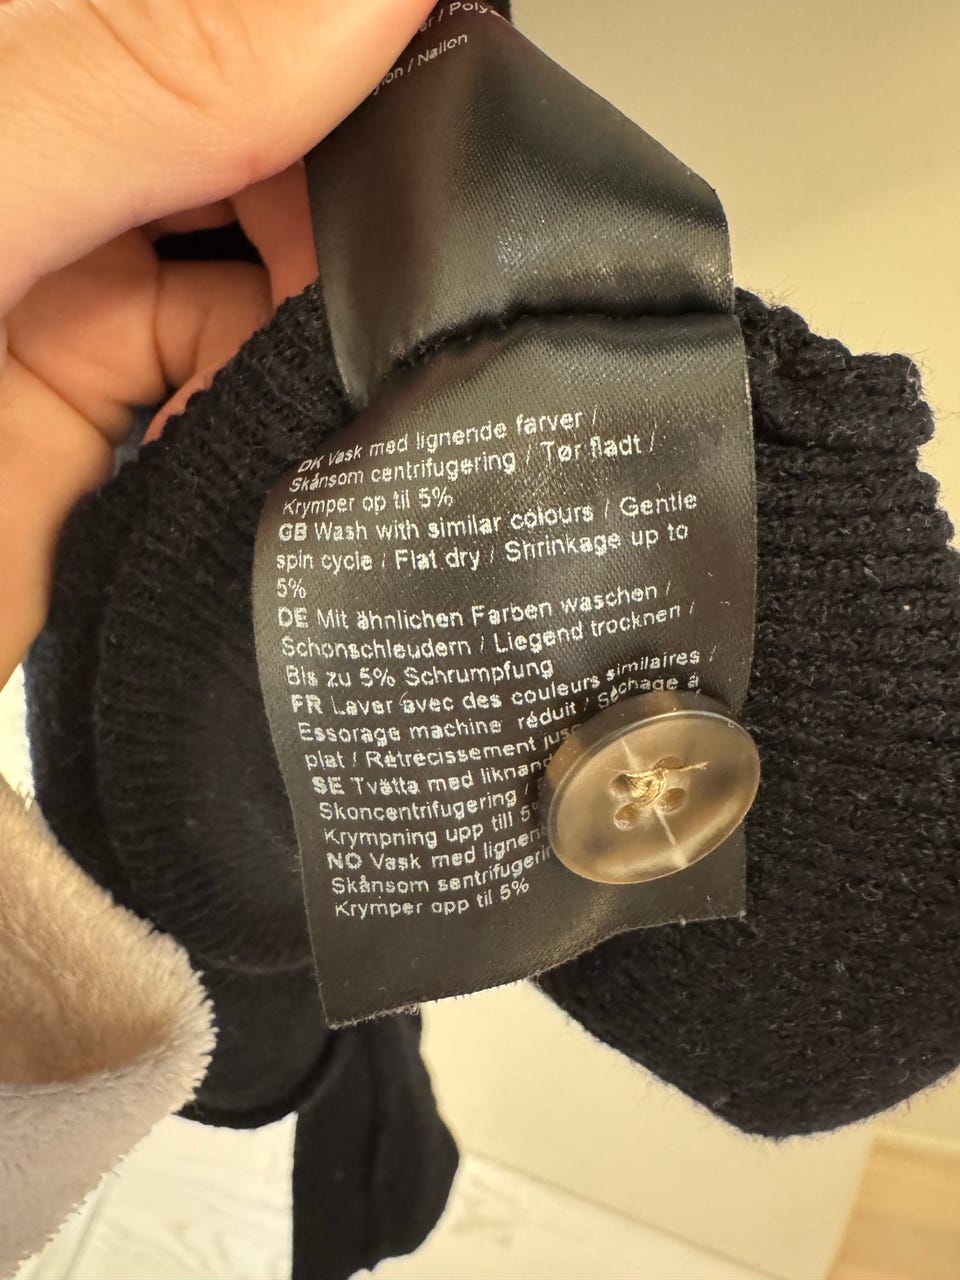 / Poly
/ Nailon
DK Vask med lignende farver /
Skånsom centrifugering / Tør fladt /
Krymper op til 5%
GB Wash with similar colours / Gentle
spin cycle / Flat dry / Shrinkage up to
5%
DE Mit ähnlichen Farben waschen /
Schonschleudern / Liegend trocknen /
Bis zu 5% Schrumpfung
FR Laver avec des couleurs similaires /
Essorage machine réduit / Séchage à
plat / Rétrécissement
SE Tvätta med
Skoncentrifugering /
Krympning upp till
NO Vask med
Skånsom
Krymper opp til 5%